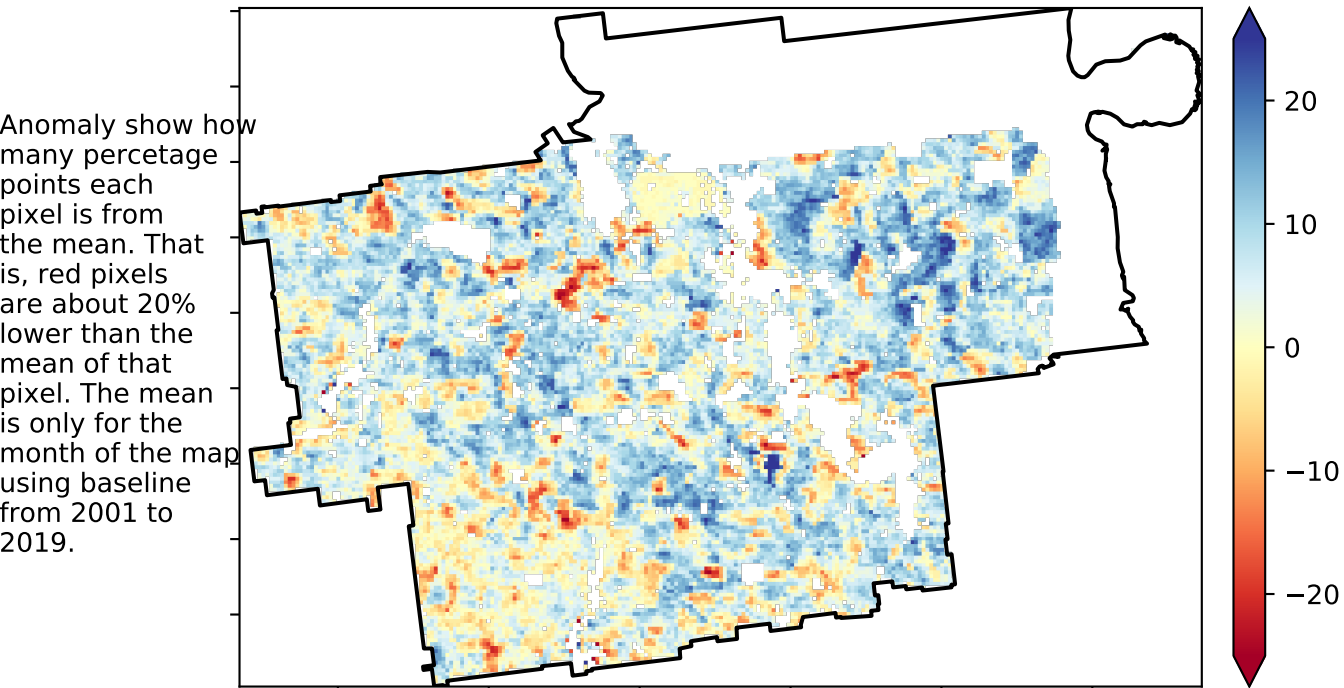 Anomaly show how
many percetage
points each
pixel is from
the mean. That
is, red pixels
are about 20%
lower than the
mean of that
pixel. The mean
is only for the
month of the map
using baseline
from 2001 to
2019.
20
10
0
−10
−20